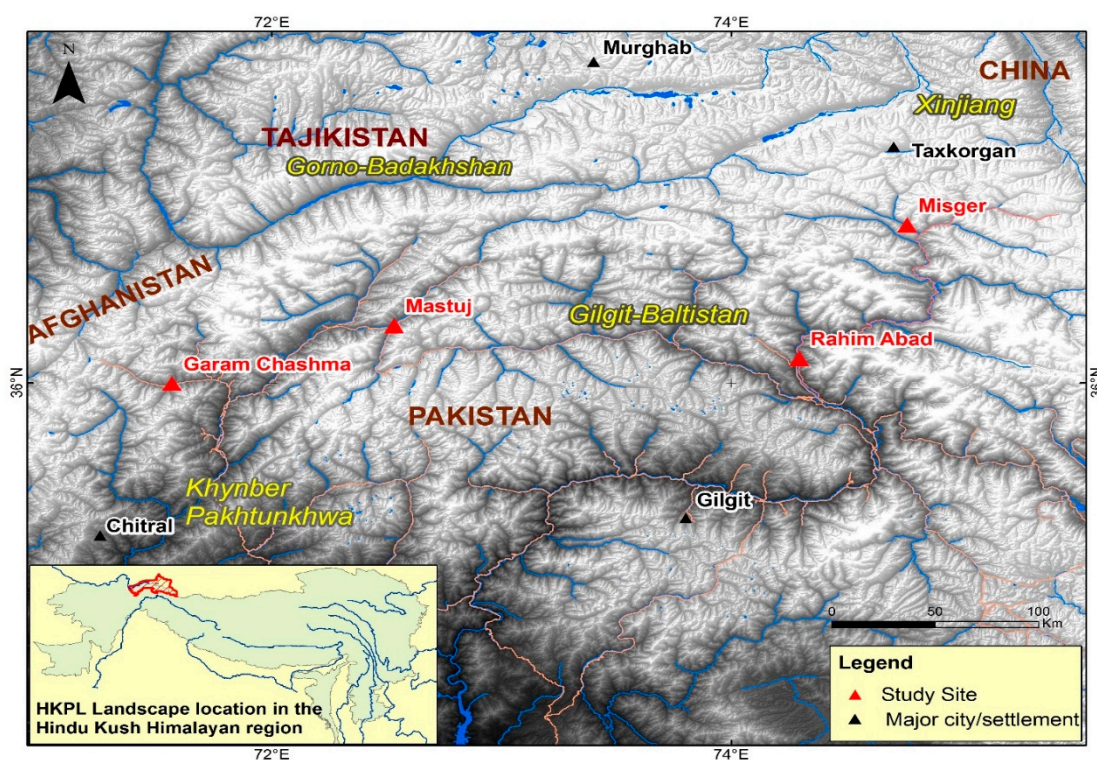 72°E
74°E
N
Murghab
CHINA
Xinjiang
TAJIKISTAN
Gorno-Badakhshan
Taxkorgan
Misger
AFGHANISTAN
Mastuj
Gilgit-Baltistan
Rahim Abad
Garam Chashma
36°N
36°N
PAKISTAN
Khynber
Pakhtunkhwa
Gilgit
Chitral
0
50
100
Km
HKPL Landscape location in the
Hindu Kush Himalayan region
Legend
Study Site
Major city/settlement
72°E
74°E